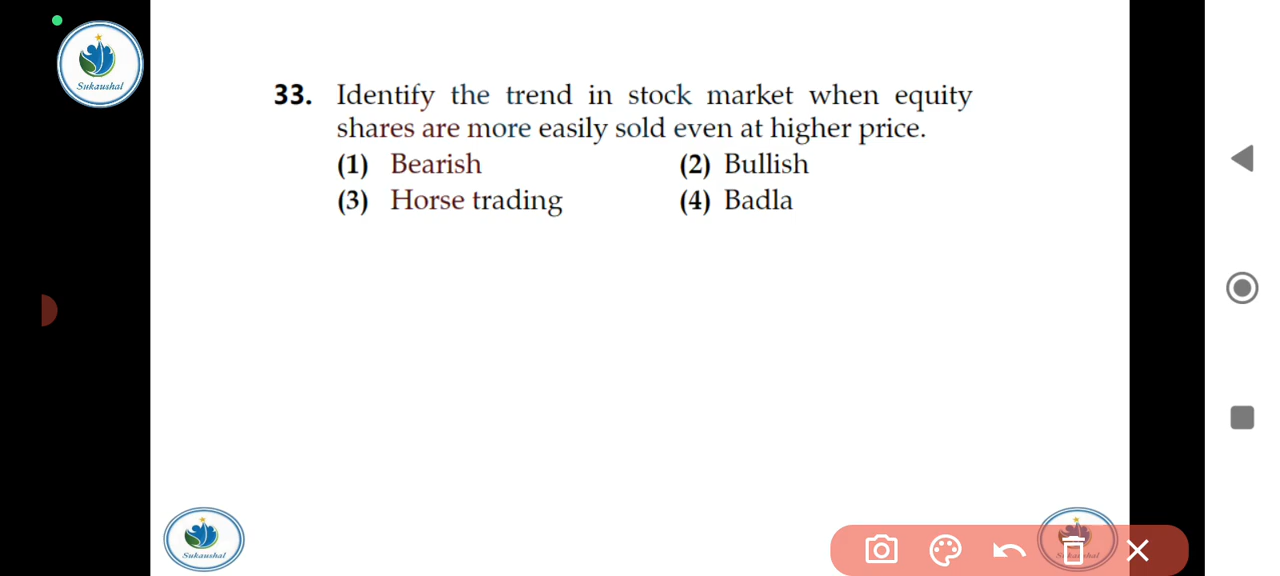 Sukaushal
33. Identify the trend in stock market when equity
shares are more easily sold even at higher price.
(1) Bearish (2) Bullish
(3) Horse trading (4) Badla
Sukaushal
Sukaushal